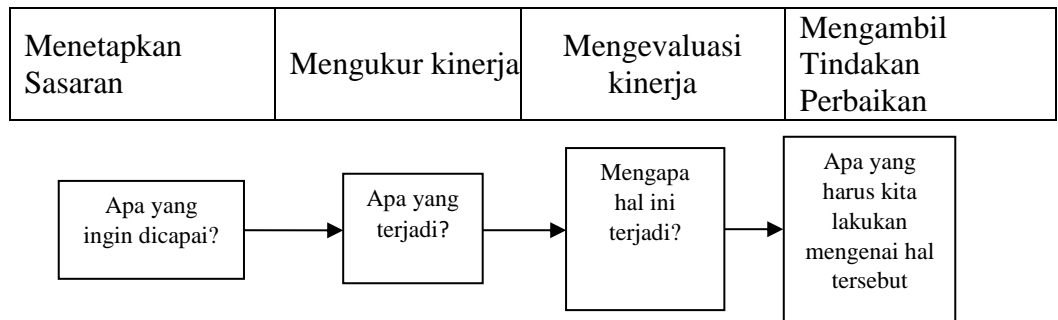 Menetapkan
Sasaran
Mengukur kinerja
Mengevaluasi
kinerja
Mengambil
Tindakan
Perbaikan
Apa yang
ingin dicapai?
Apa yang
terjadi?
Mengapa
hal ini
terjadi?
Apa yang
harus kita
lakukan
mengenai hal
tersebut